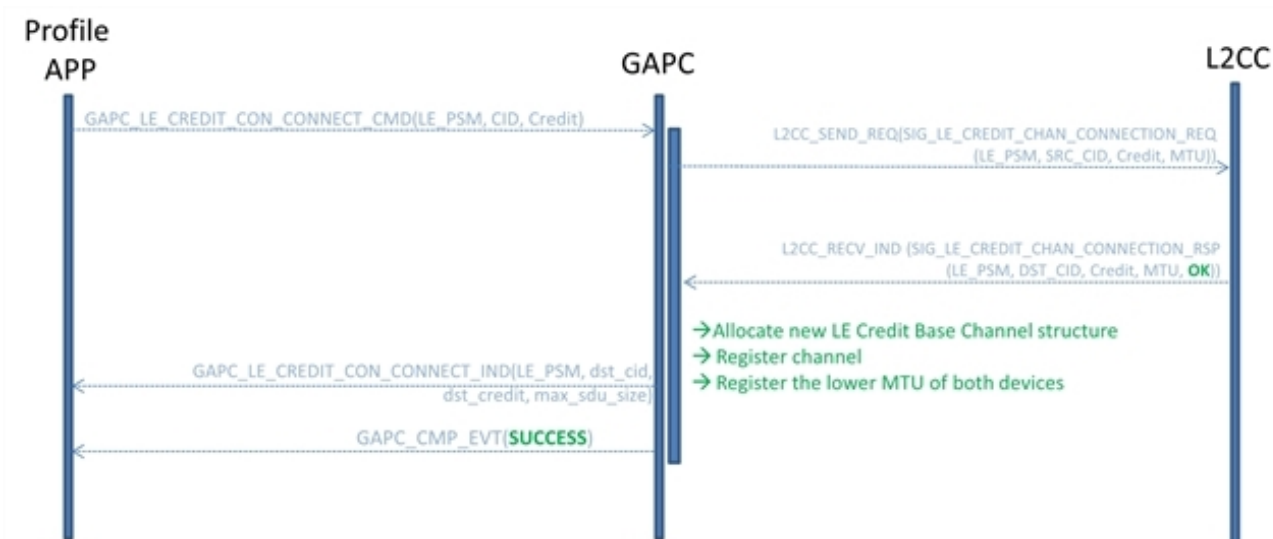 Profile
APP
GAPC
L2CC
GAPC_LE_CREDIT_CON_CONNECT_CMD(LE_PSM, CID, Credit)
L2CC_SEND_REQ(SIG_LE_CREDIT_CHAN_CONNECTION_REQ
(LE_PSM, SRC_CID, Credit, MTU))
L2CC_RECV_IND (SIG_LE_CREDIT_CHAN_CONNECTION_RSP
(LE_PSM, DST_CID, Credit, MTU, OK))
→Allocate new LE Credit Base Channel structure
→ Register channel
→ Register the lower MTU of both devices
GAPC_LE_CREDIT_CON_CONNECT_IND(LE_PSM, dst_cid,
dst_credit, max_sdu_size)
GAPC_CMP_EVT(SUCCESS)